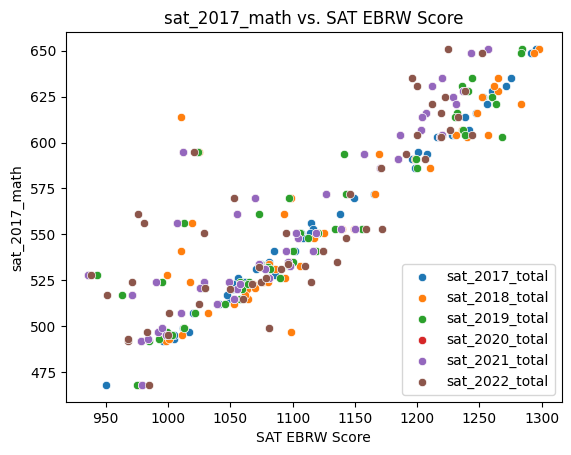 sat_2017_math vs. SAT EBRW Score
sat_2017_math
650
625
600
575
550
525
500
475
950
1000
1050
1100
1150
1200
1250
1300
SAT EBRW Score
sat_2017_total
sat_2018_total
sat_2019_total
sat_2020_total
sat_2021_total
sat_2022_total